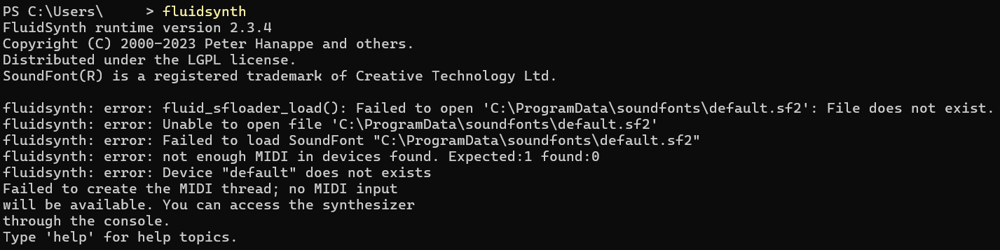 PS C:\Users\ > fluidsynth
FluidSynth runtime version 2.3.4
Copyright (C) 2000-2023 Peter Hanappe and others.
Distributed under the LGPL license.
SoundFont(R) is a registered trademark of Creative Technology Ltd.
fluidsynth: error: fluid_sfloader_load(): Failed to open 'C:\ProgramData\soundfonts\default.sf2': File does not exist.
fluidsynth: error: Unable to open file 'C:\ProgramData\soundfonts\default.sf2'
fluidsynth: error: Failed to load SoundFont "C:\ProgramData\soundfonts\default.sf2"
fluidsynth: error: not enough MIDI in devices found. Expected:1 found:0
fluidsynth: error: Device "default" does not exists
Failed to create the MIDI thread; no MIDI input
will be available. You can access the synthesizer
through the console.
Type 'help' for help topics.